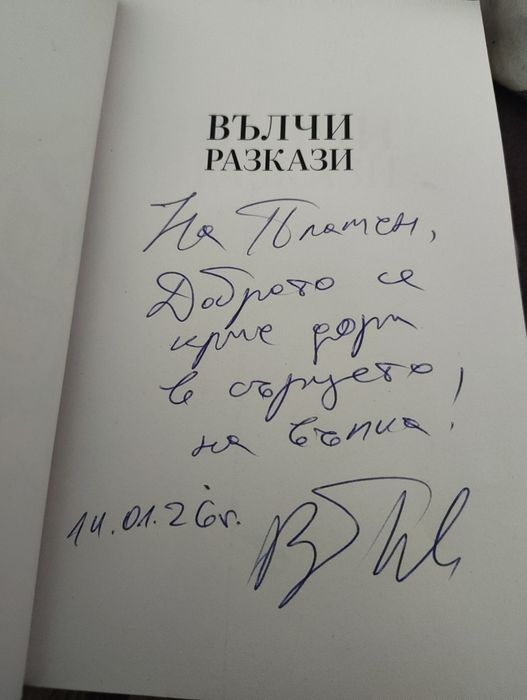 ВЪЛЧИ
РАЗКАЗИ
На Пламен,
Доброто се
крие дори
в сърцето
на вълка!
14.01.26г.